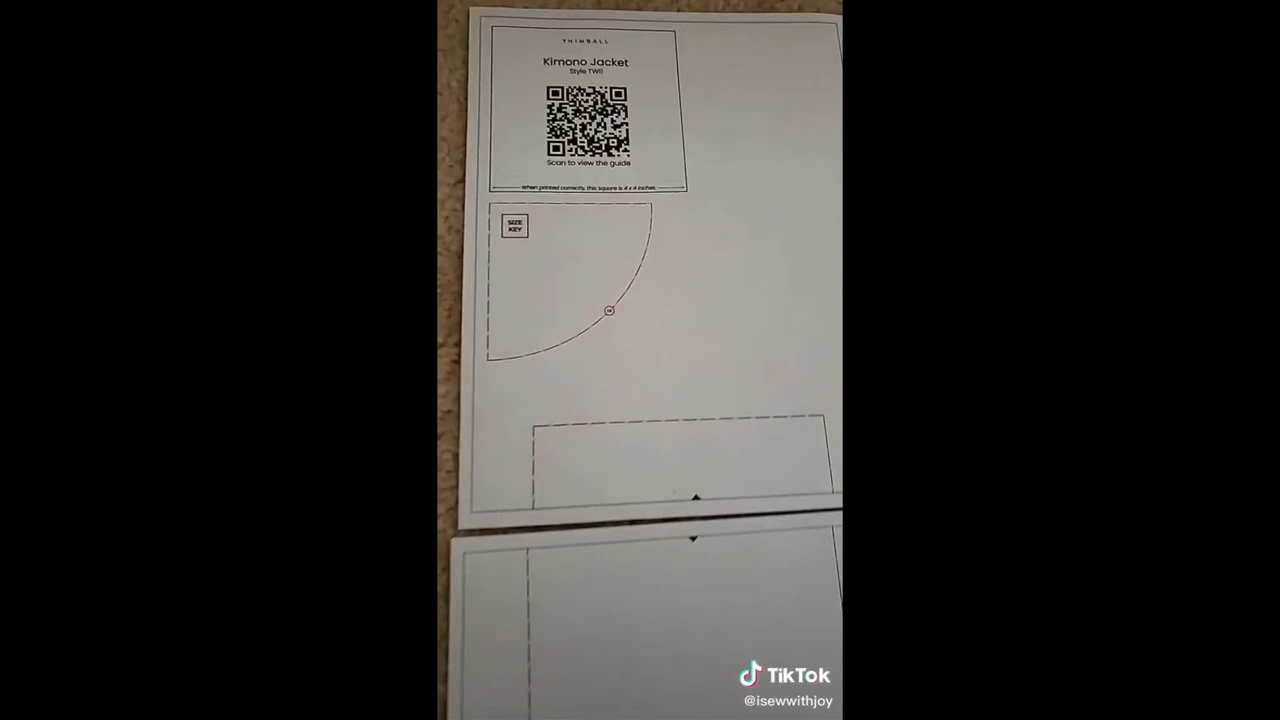 THIMBALL
Kimono Jacket
Style TW11
Scan to view the guide
When printed correctly, this square is 4 x 4 inches.
SIZE
KEY
TikTok
@isewwithjoy